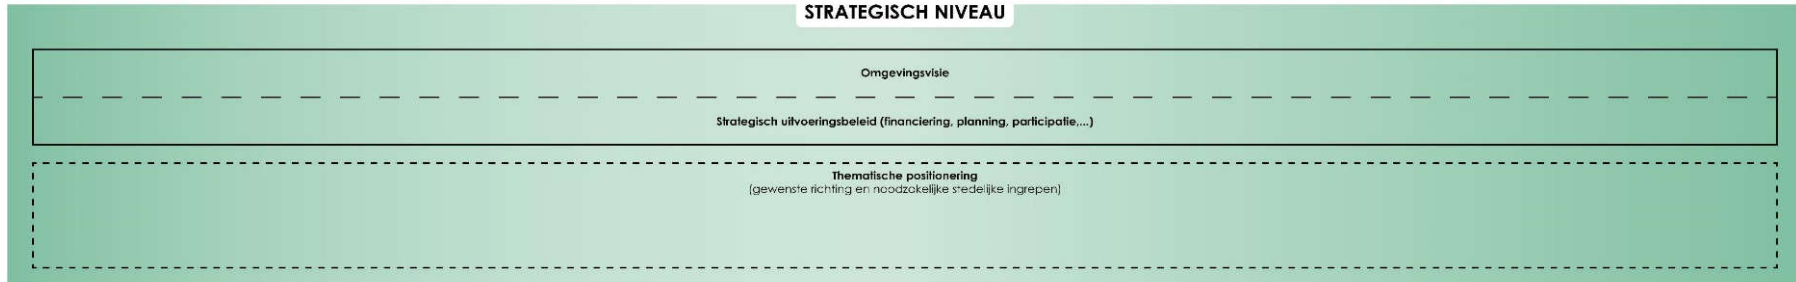 STRATEGISCH NIVEAU
Omgevingsvisie
Strategisch uitvoeringsbeleid (financiering, planning, participatie,...)
Thematische positionering
(gewenste richting en noodzakelijke stedelijke ingrepen)